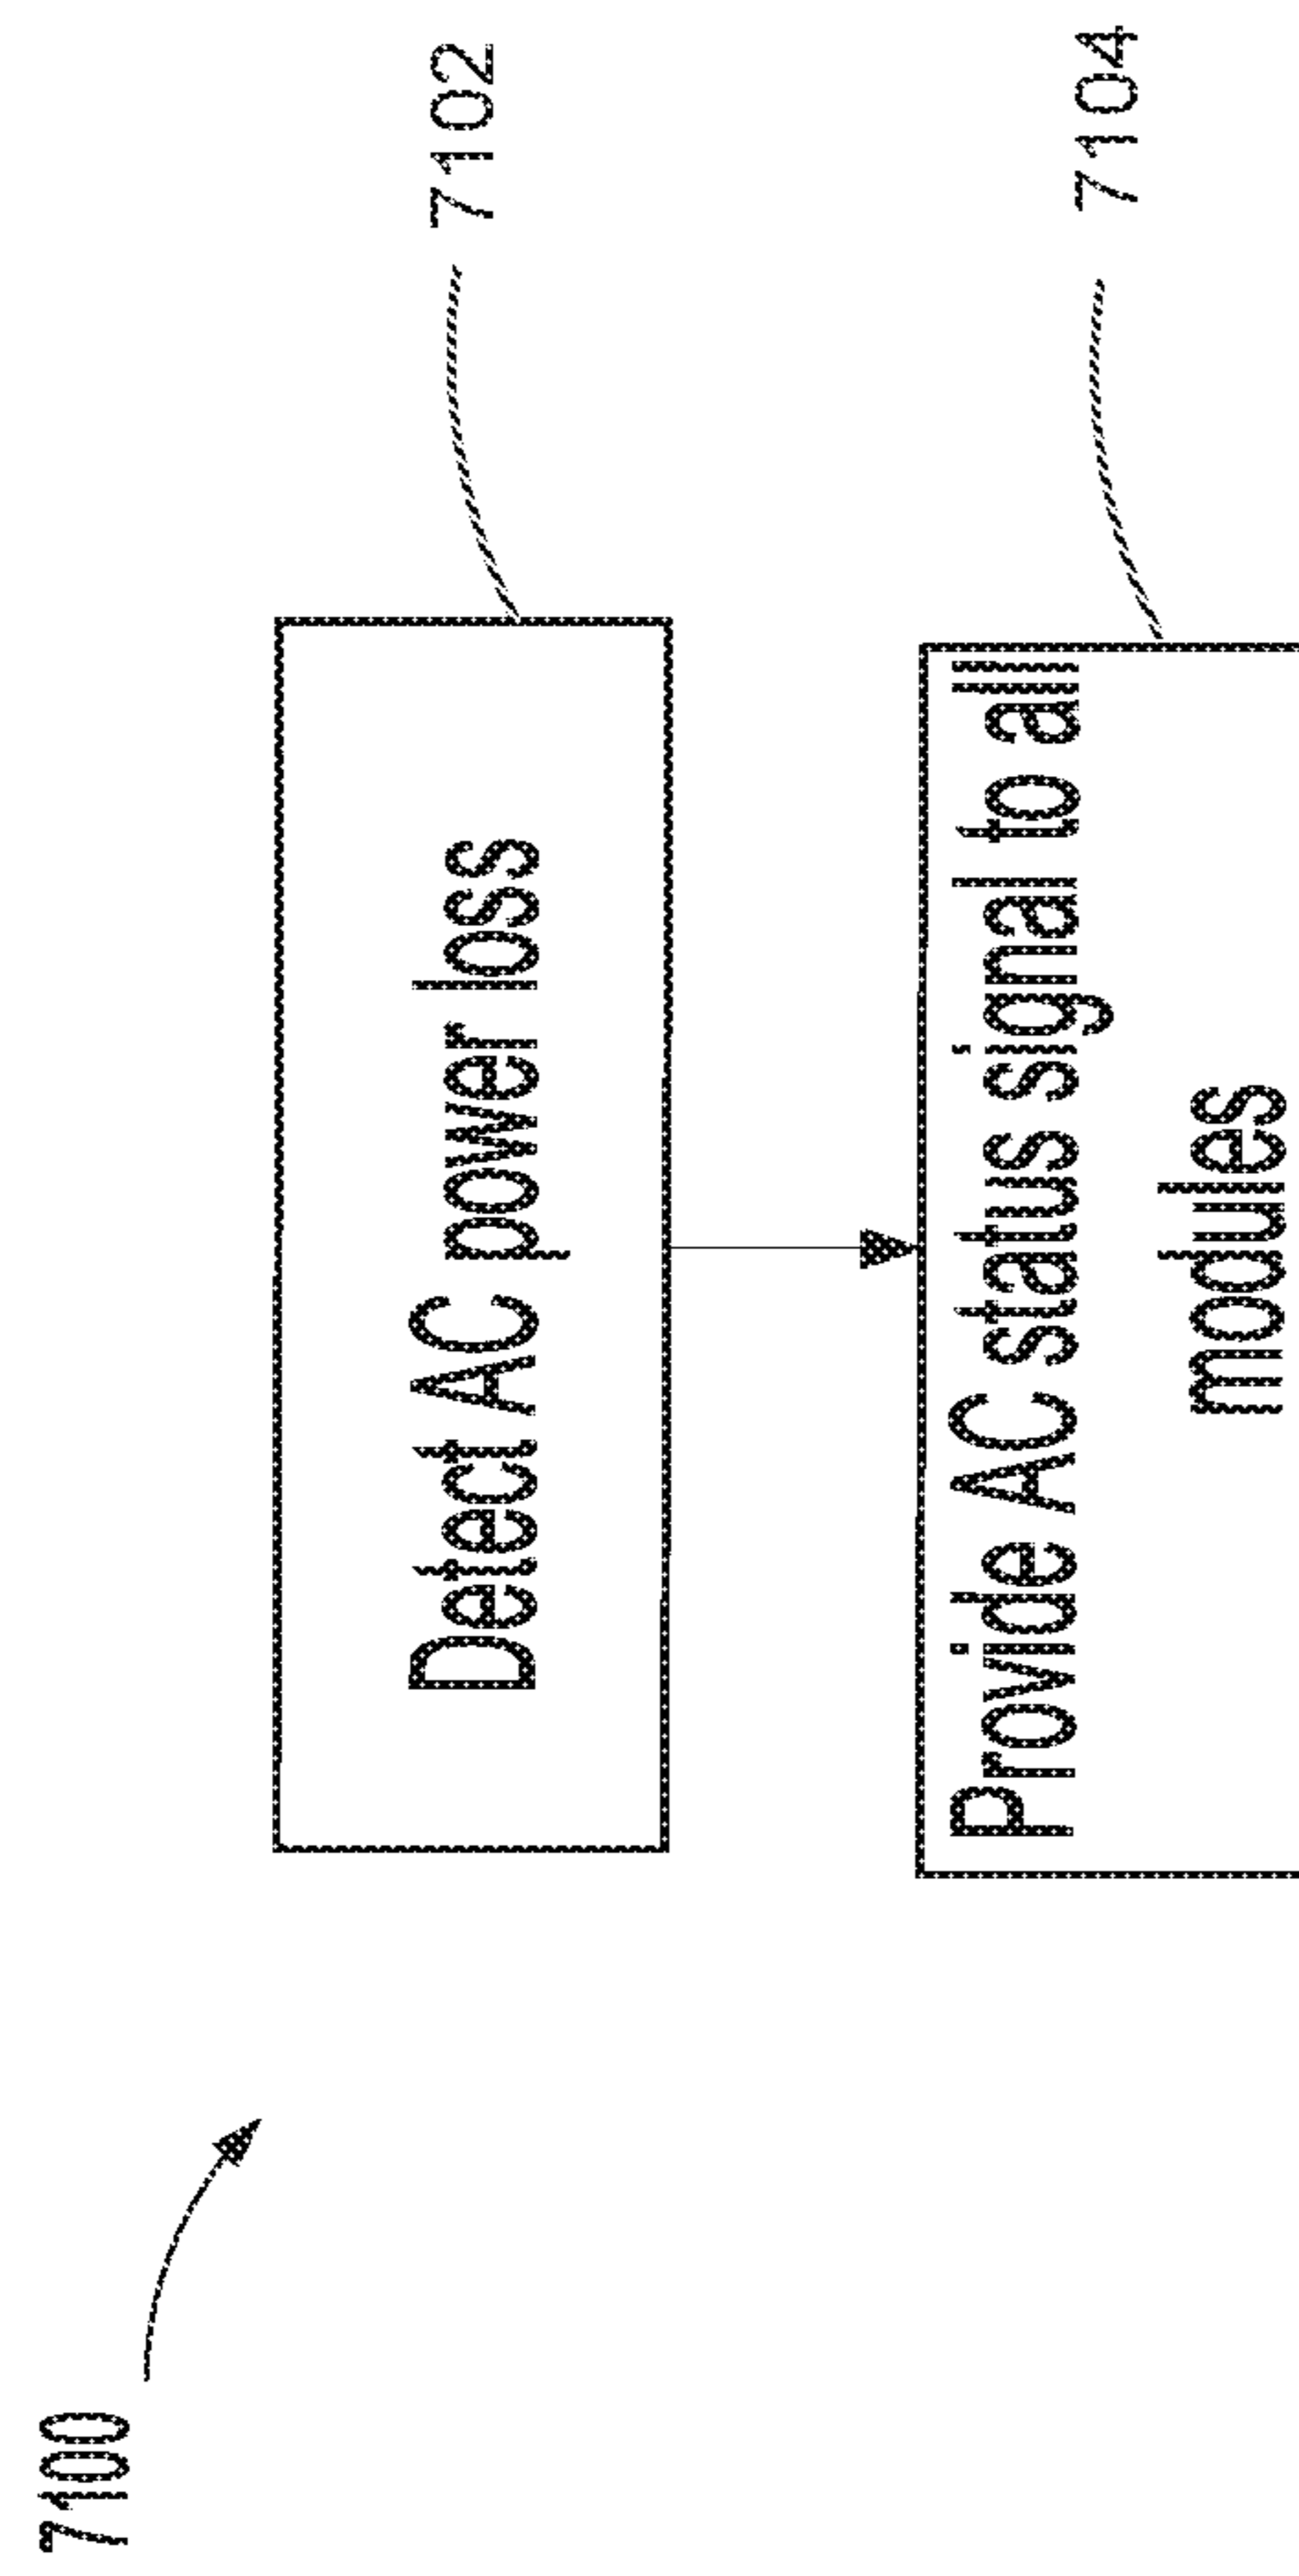 7100
Detect AC power loss
7102
Provide AC status signal to all
modules
7104